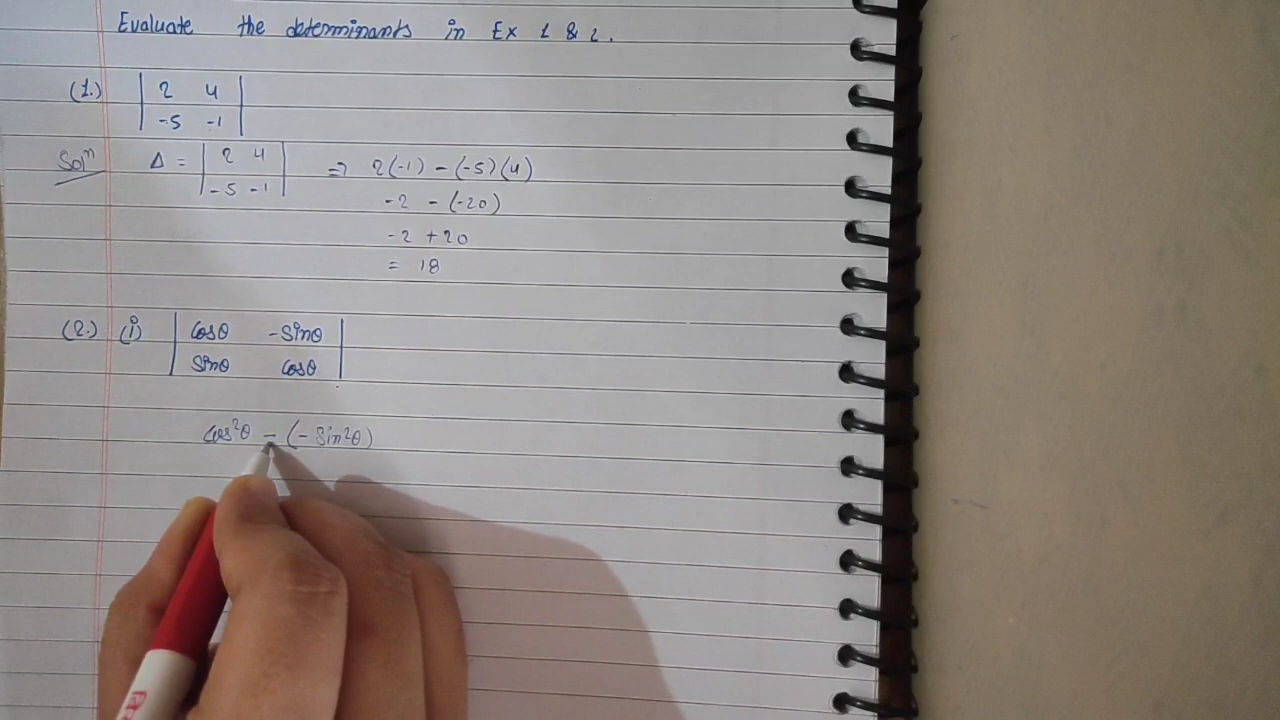 Evaluate the determinants in Ex 1 & 2.
(1.) | 2 4 |
| -5 -1 |
Solⁿ Δ = | 2 4 | ⇒ 2(-1) - (-5)(4)
| -5 -1 |
-2 - (-20)
-2 + 20
= 18
(2.) (i) | cosθ -sinθ |
| sinθ cosθ |
cos²θ - (- sin²θ)